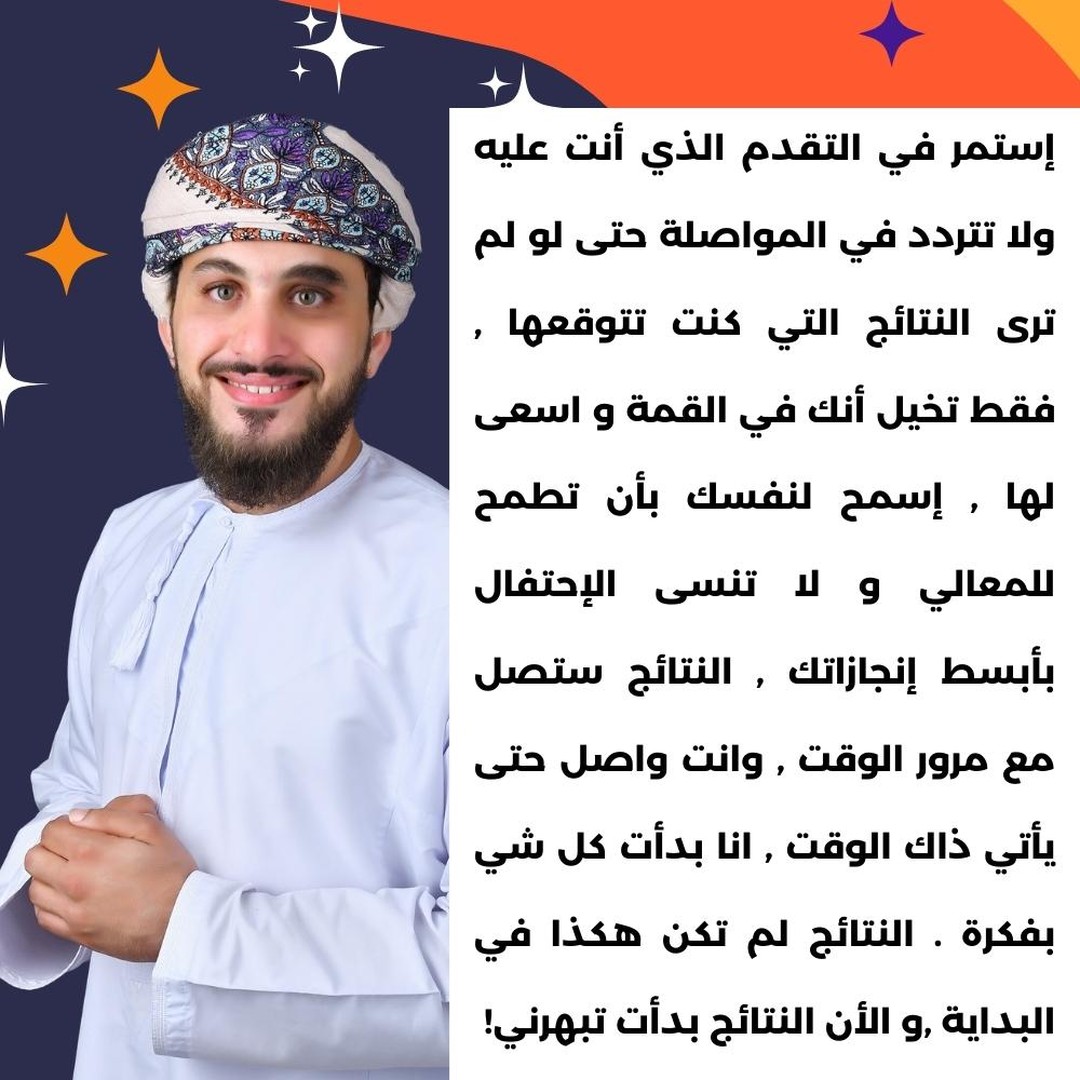 إستمر في التقدم الذي أنت عليه
ولا تتردد في المواصلة حتى لو لم
ترى النتائج التي كنت تتوقعها ,
فقط تخيل أنك في القمة و اسعى
لها , إسمح لنفسك بأن تطمح
للمعالي و لا تنسى الإحتفال
بأبسط إنجازاتك , النتائج ستصل
مع مرور الوقت , وانت واصل حتى
يأتي ذاك الوقت , انا بدأت كل شي
بفكرة . النتائج لم تكن هكذا في
البداية ,و الأن النتائج بدأت تبهرني!